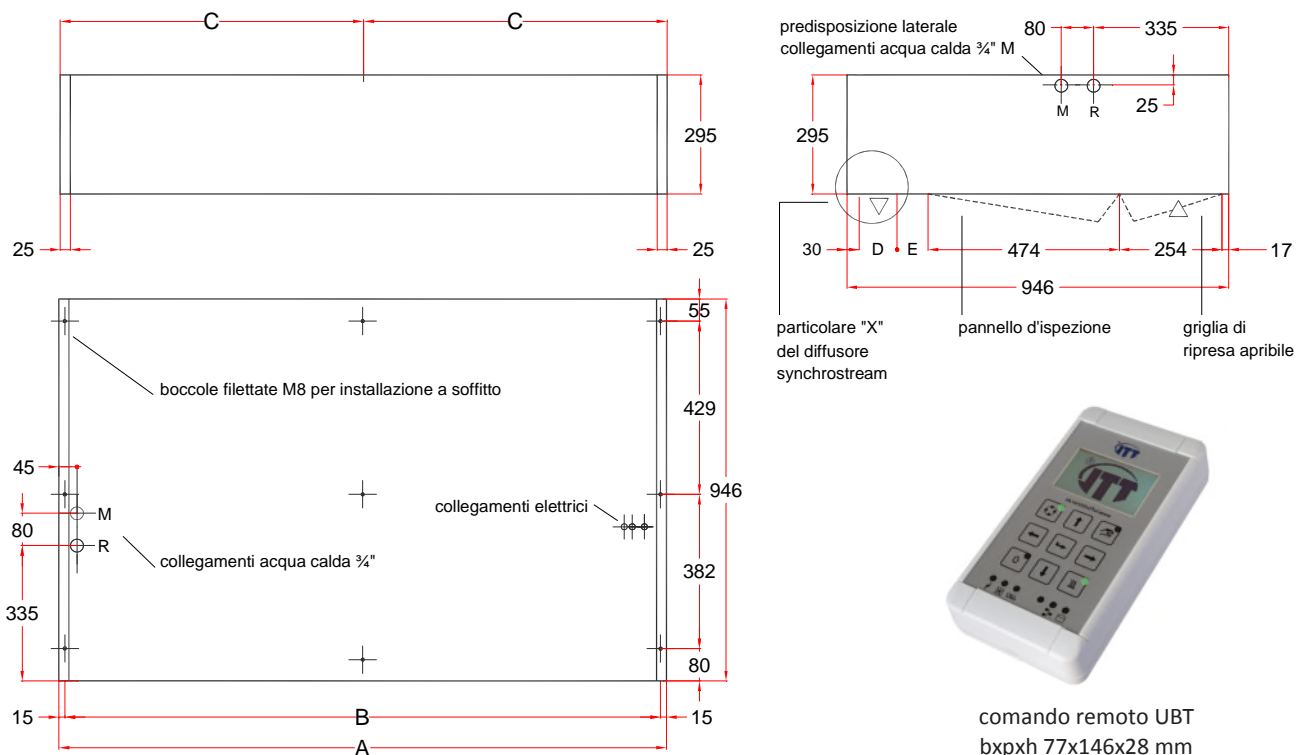 C
C
295
25
25
predisposizione laterale
collegamenti acqua calda ¾" M
80
335
25
M
R
295
30
D
E
474
254
17
946
particolare "X"
del diffusore
synchrostream
pannello d'ispezione
griglia di
ripresa apribile
55
boccole filettate M8 per installazione a soffitto
429
45
946
M
collegamenti elettrici
80
R
collegamenti acqua calda ¾"
382
335
80
15
B
15
A
comando remoto UBT
bxpxh 77x146x28 mm